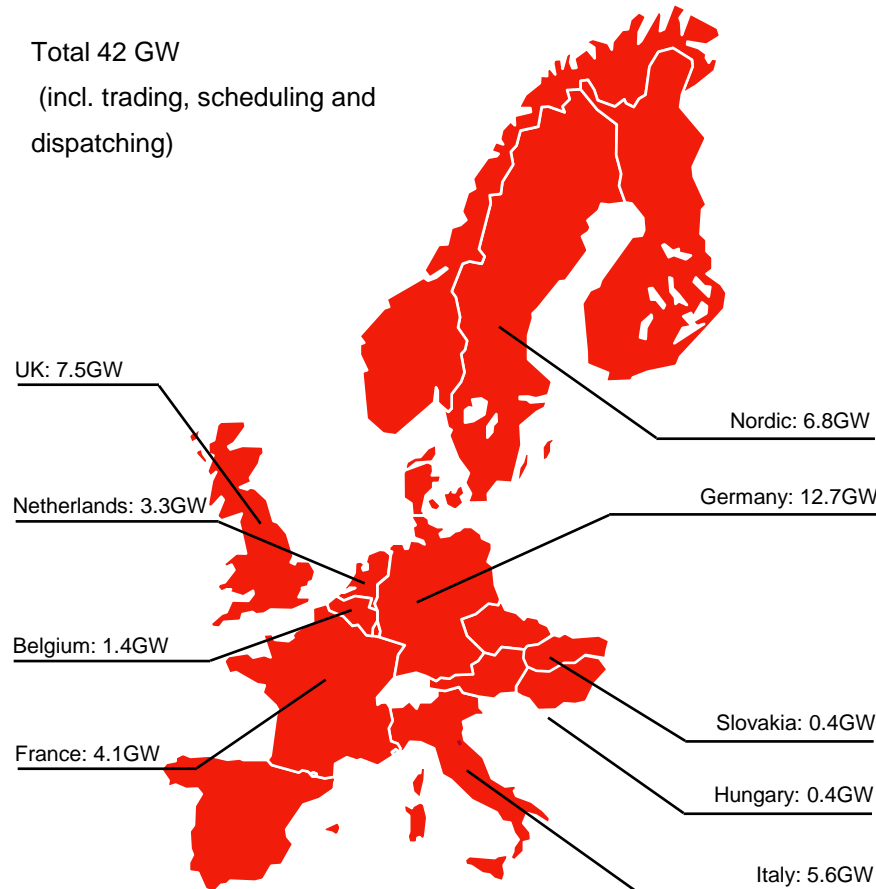 Total 42 GW
(incl. trading, scheduling and
dispatching)
UK: 7.5GW
Nordic: 6.8GW
Netherlands: 3.3GW
Germany: 12.7GW
Belgium: 1.4GW
Slovakia: 0.4GW
France: 4.1GW
Hungary: 0.4GW
Italy: 5.6GW